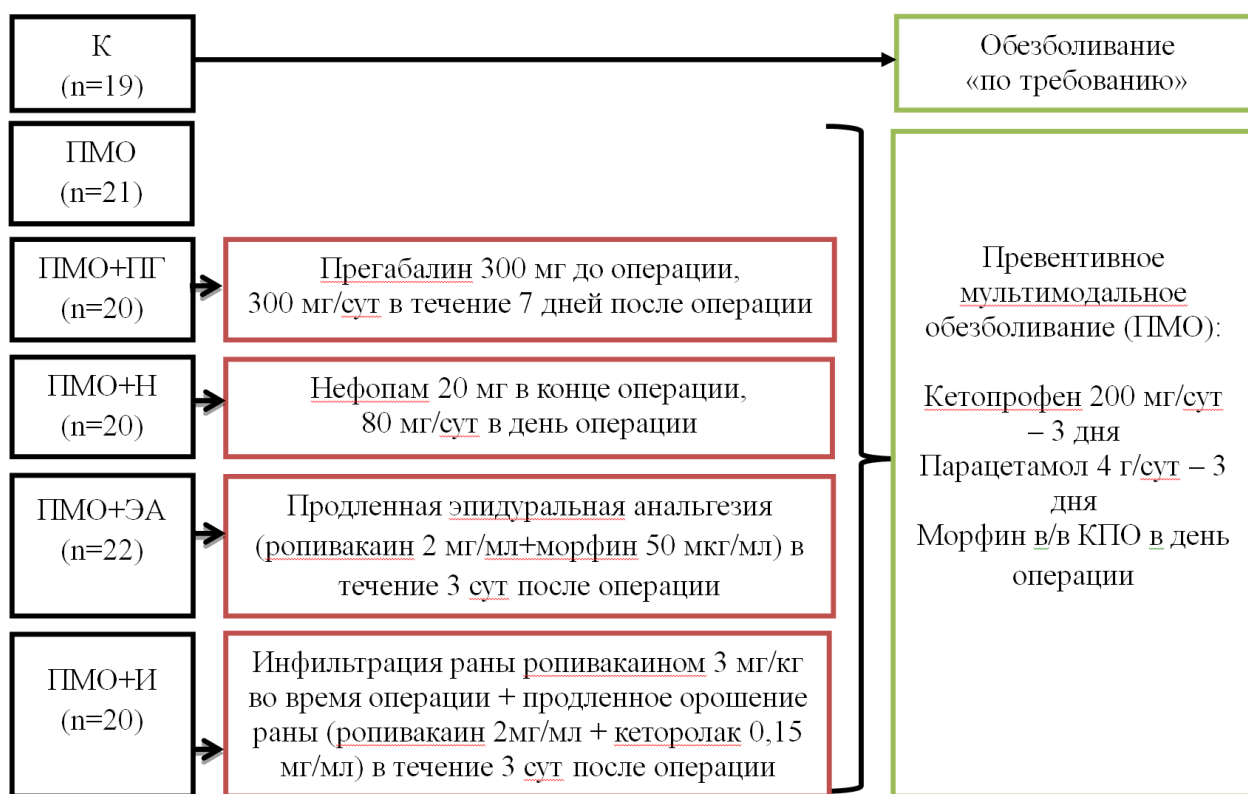 К
(n=19)
Обезболивание
«по требованию»
ПМО
(n=21)
ПМО+ПГ
(n=20)
Прегабалин 300 мг до операции,
300 мг/сут в течение 7 дней после операции
ПМО+Н
(n=20)
Нефопам 20 мг в конце операции,
80 мг/сут в день операции
ПМО+ЭА
(n=22)
Продленная эпидуральная анальгезия
(ропивакаин 2 мг/мл+морфин 50 мкг/мл) в
течение 3 сут после операции
ПМО+И
(n=20)
Инфильтрация раны ропивакаином 3 мг/кг
во время операции + продленное орошение
раны (ропивакаин 2мг/мл + кеторолак 0,15
мг/мл) в течение 3 сут после операции
Превентивное
мультимодальное
обезболивание (ПМО):
Кетопрофен 200 мг/сут
– 3 дня
Парацетамол 4 г/сут – 3
дня
Морфин в/в КПО в день
операции